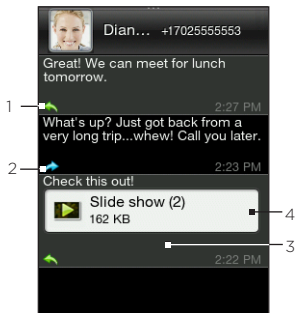 Dian... +17025555553
Great! We can meet for lunch
tomorrow.
1
2:27 PM
What's up? Just got back from a
very long trip...whew! Call you later.
2
2:23 PM
Check this out!
Slide show (2)
162 KB
4
3
2:22 PM